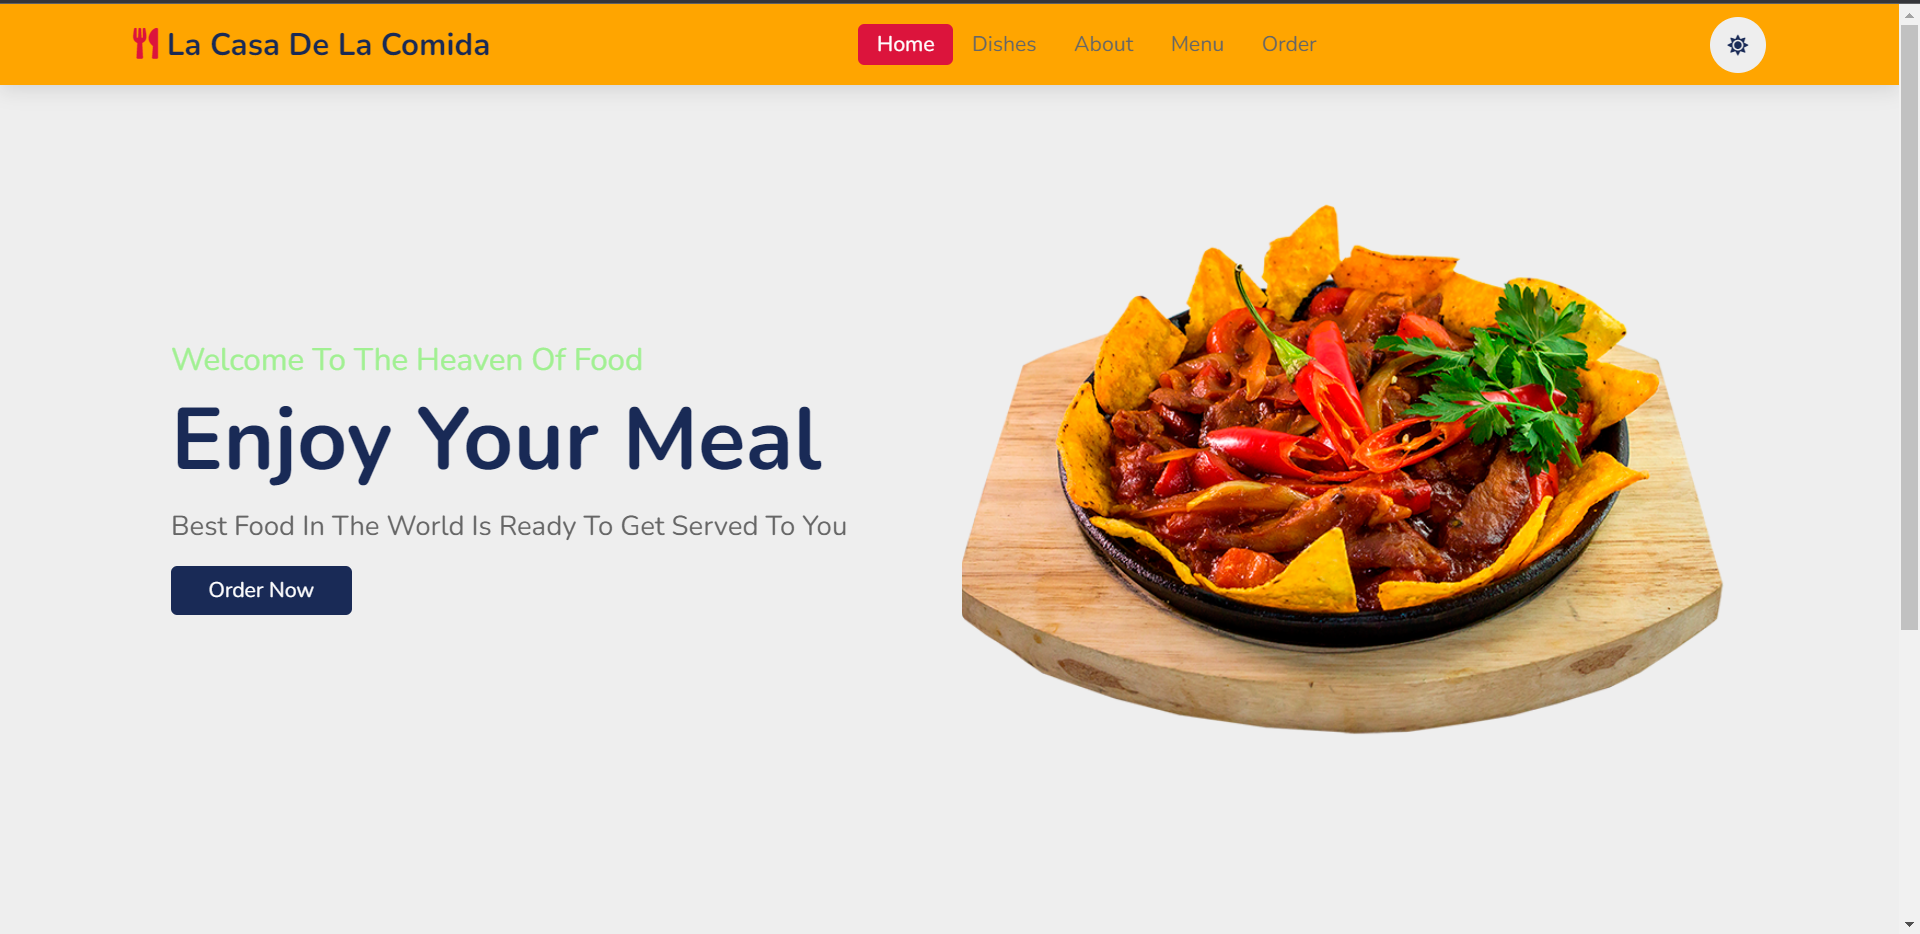 La Casa De La Comida
Home Dishes About Menu Order
Welcome To The Heaven Of Food
Enjoy Your Meal
Best Food In The World Is Ready To Get Served To You
Order Now